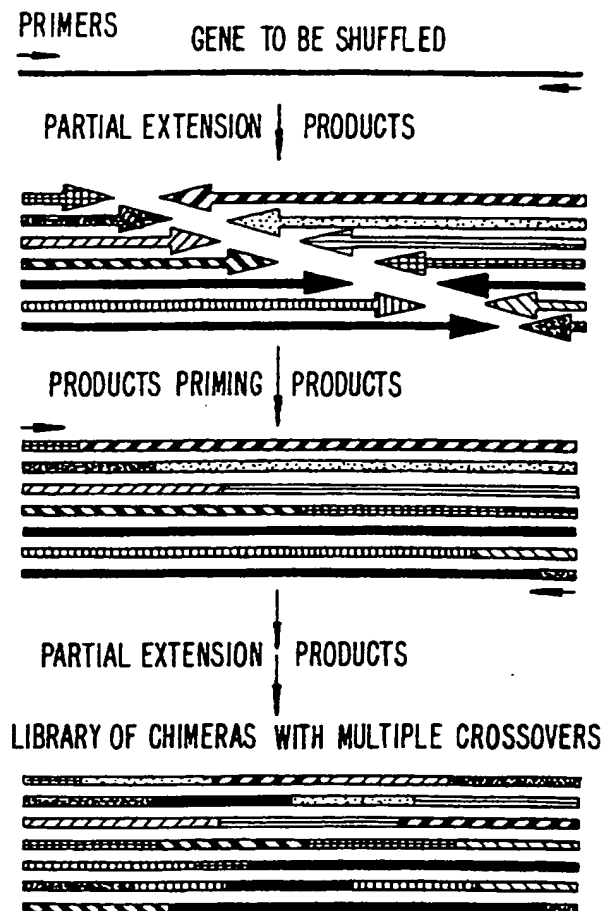 PRIMERS
GENE TO BE SHUFFLED
PARTIAL EXTENSION PRODUCTS
PRODUCTS PRIMING PRODUCTS
PARTIAL EXTENSION PRODUCTS
LIBRARY OF CHIMERAS WITH MULTIPLE CROSSOVERS